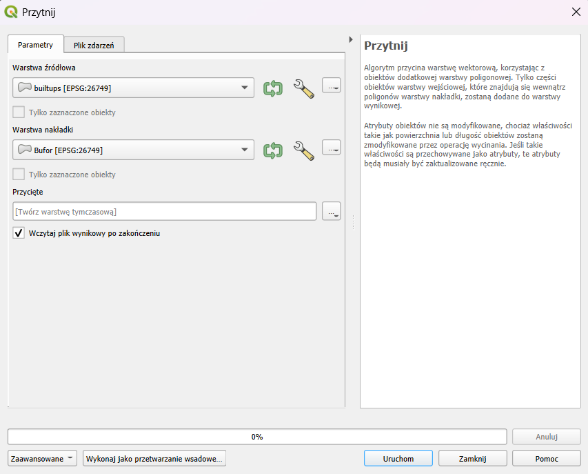 Przytnij
Parametry
Plik zdarzeń
Warstwa źródłowa
builtups [EPSG:26749]
Tylko zaznaczone obiekty
Warstwa nakładki
Bufor [EPSG:26749]
Tylko zaznaczone obiekty
Przycięte
[Twórz warstwę tymczasową]
Wczytaj plik wynikowy po zakończeniu
Przytnij
Algorytm przycina warstwę wektorową, korzystając z
obiektów dodatkowej warstwy poligonowej. Tylko części
obiektów warstwy wejściowej, które znajdują się wewnątrz
poligonów warstwy nakładki, zostaną dodane do warstwy
wynikowej.
Atrybuty obiektów nie są modyfikowane, chociaż właściwości
takie jak powierzchnia lub długość obiektów zostaną
zmodyfikowane przez operację wycinania. Jeśli takie
właściwości są przechowywane jako atrybuty, te atrybuty
będą musiały być zaktualizowane ręcznie.
0%
Anuluj
Zaawansowane
Wykonaj jako przetwarzanie wsadowe...
Uruchom
Zamknij
Pomoc